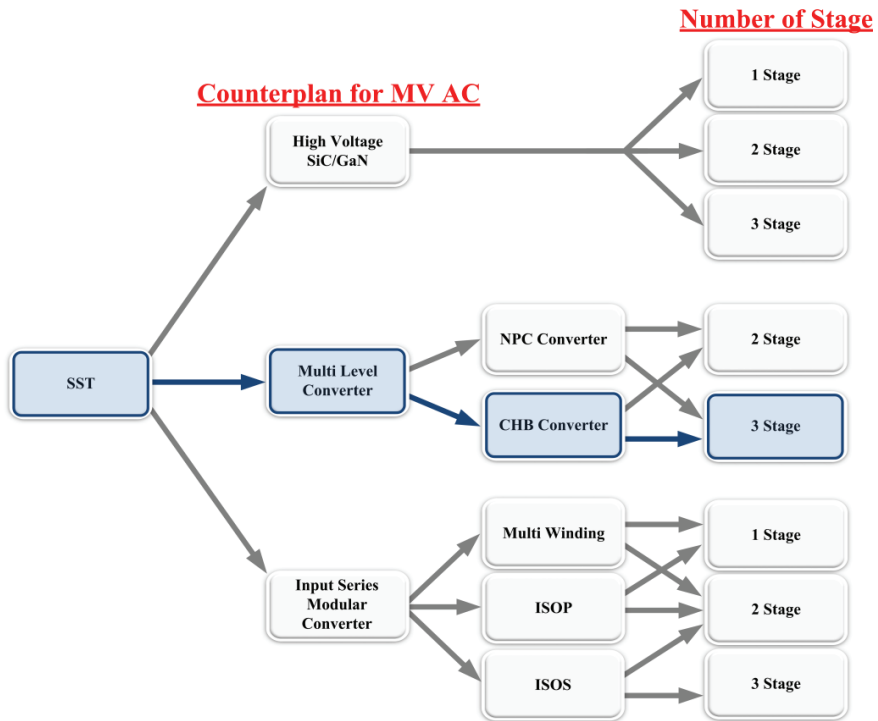 Number of Stage
Counterplan for MV AC
1 Stage
High Voltage
SiC/GaN
2 Stage
3 Stage
NPC Converter
2 Stage
SST
Multi Level
Converter
CHB Converter
3 Stage
Multi Winding
1 Stage
Input Series
Modular
Converter
ISOP
2 Stage
ISOS
3 Stage